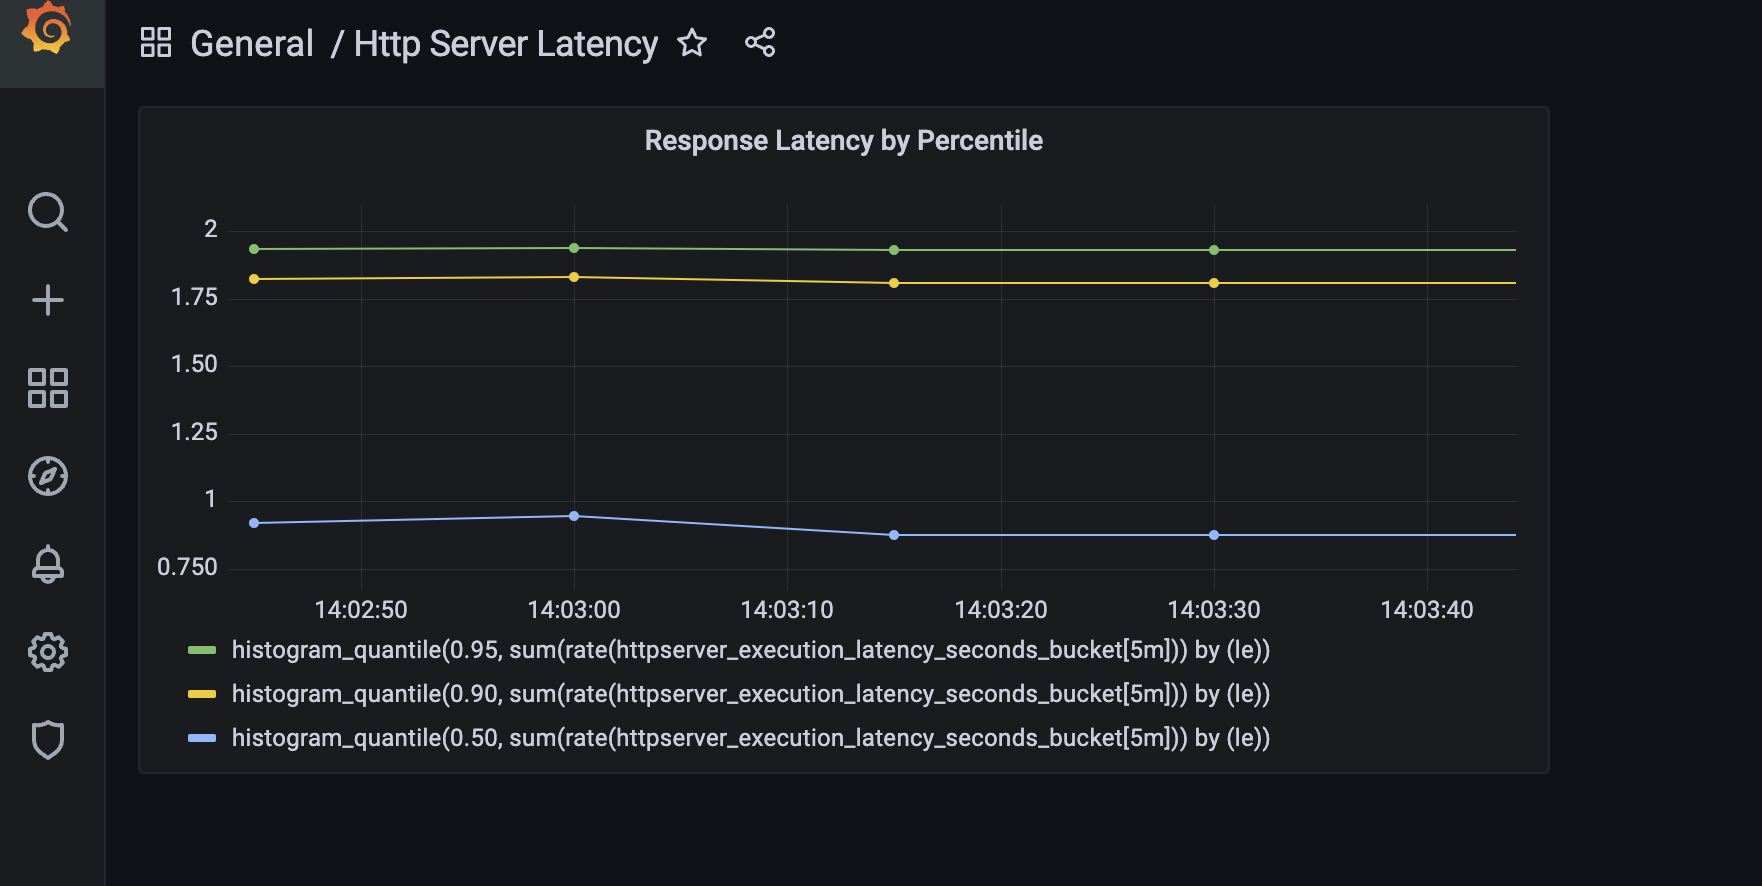 General / Http Server Latency
Response Latency by Percentile
2
1.75
1.50
1.25
1
0.750
14:02:50 14:03:00 14:03:10 14:03:20 14:03:30 14:03:40
histogram_quantile(0.95, sum(rate(httpserver_execution_latency_seconds_bucket[5m])) by (le))
histogram_quantile(0.90, sum(rate(httpserver_execution_latency_seconds_bucket[5m])) by (le))
histogram_quantile(0.50, sum(rate(httpserver_execution_latency_seconds_bucket[5m])) by (le))